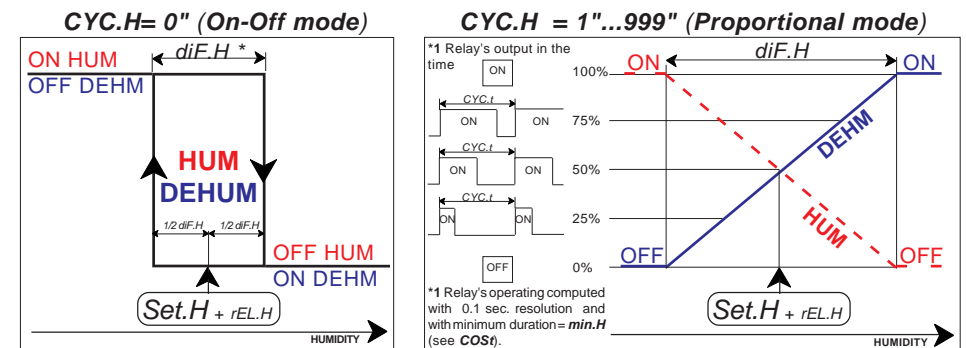 CYC.H= 0" (On-Off mode)
diF.H *
ON HUM
OFF DEHM
HUM
DEHUM
1/2 diF.H 1/2 diF.H
OFF HUM
ON DEHM
Set.H + rEL.H
HUMIDITY
CYC.H = 1"...999" (Proportional mode)
*1 Relay's output in the
time
ON
CYC.t
ON ON
CYC.t
ON ON
CYC.t
ON ON
OFF
*1 Relay's operating computed
with 0.1 sec. resolution and
with minimum duration = min.H
(see COSt).
diF.H
100% ON ON
75%
DEHM
50%
25%
HUM
0% OFF OFF
Set.H + rEL.H
HUMIDITY